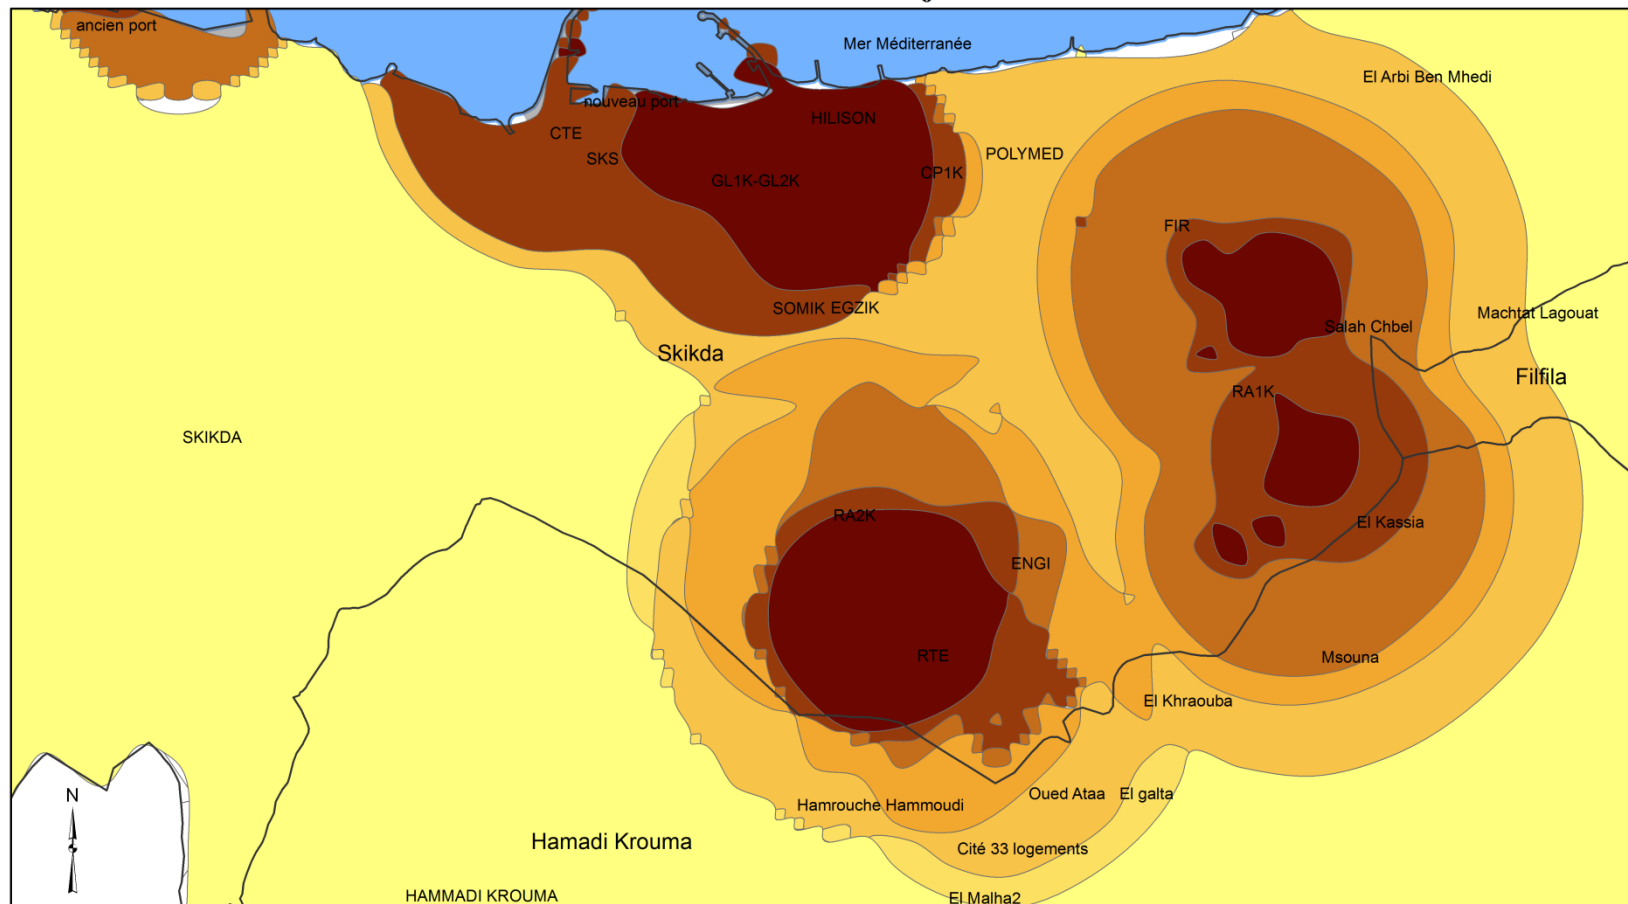 ancien port
Mer Méditerranée
El Arbi Ben Mhedi
nouveau port
HILISON
CTE
POLYMED
SKS
CP1K
GL1K-GL2K
FIR
SOMIK EGZIK
Machtat Lagouat
Salah Chbel
Skikda
Filfila
RA1K
SKIKDA
RA2K
El Kassia
ENGI
RTE
Msouna
El Khraouba
N
Hamrouche Hammoudi
Oued Ataa
El galta
Hamadi Krouma
Cité 33 logements
HAMMADI KROUMA
El Malha2